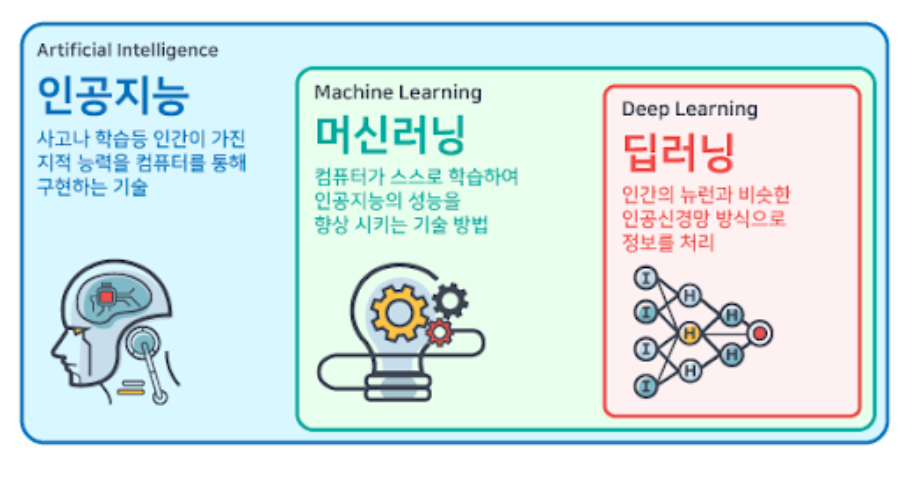 Artificial Intelligence
인공지능
사고나 학습등 인간이 가진
지적 능력을 컴퓨터를 통해
구현하는 기술
Machine Learning
머신러닝
컴퓨터가 스스로 학습하여
인공지능의 성능을
향상 시키는 기술 방법
Deep Learning
딥러닝
인간의 뉴런과 비슷한
인공신경망 방식으로
정보를 처리
I
H
I
H
H
I
H
H
I